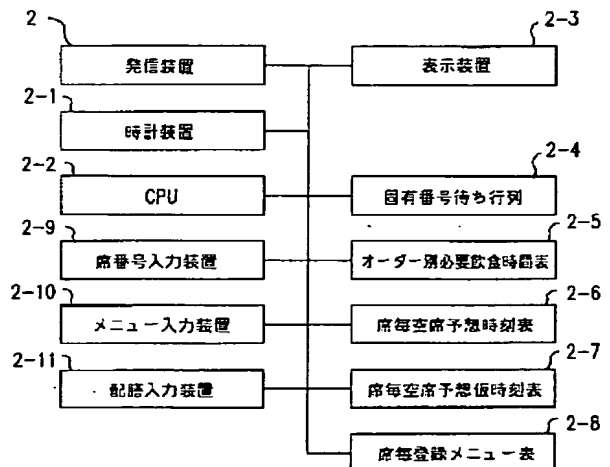 2
発信装置
2-1
時計装置
2-2
CPU
2-9
席番号入力装置
2-10
メニュー入力装置
2-11
配膳入力装置
2-3
表示装置
2-4
固有番号待ち行列
2-5
オーダー別必要飲食時間表
2-6
席毎空席予想時刻表
2-7
席毎空席予想仮時刻表
2-8
席毎登録メニュー表